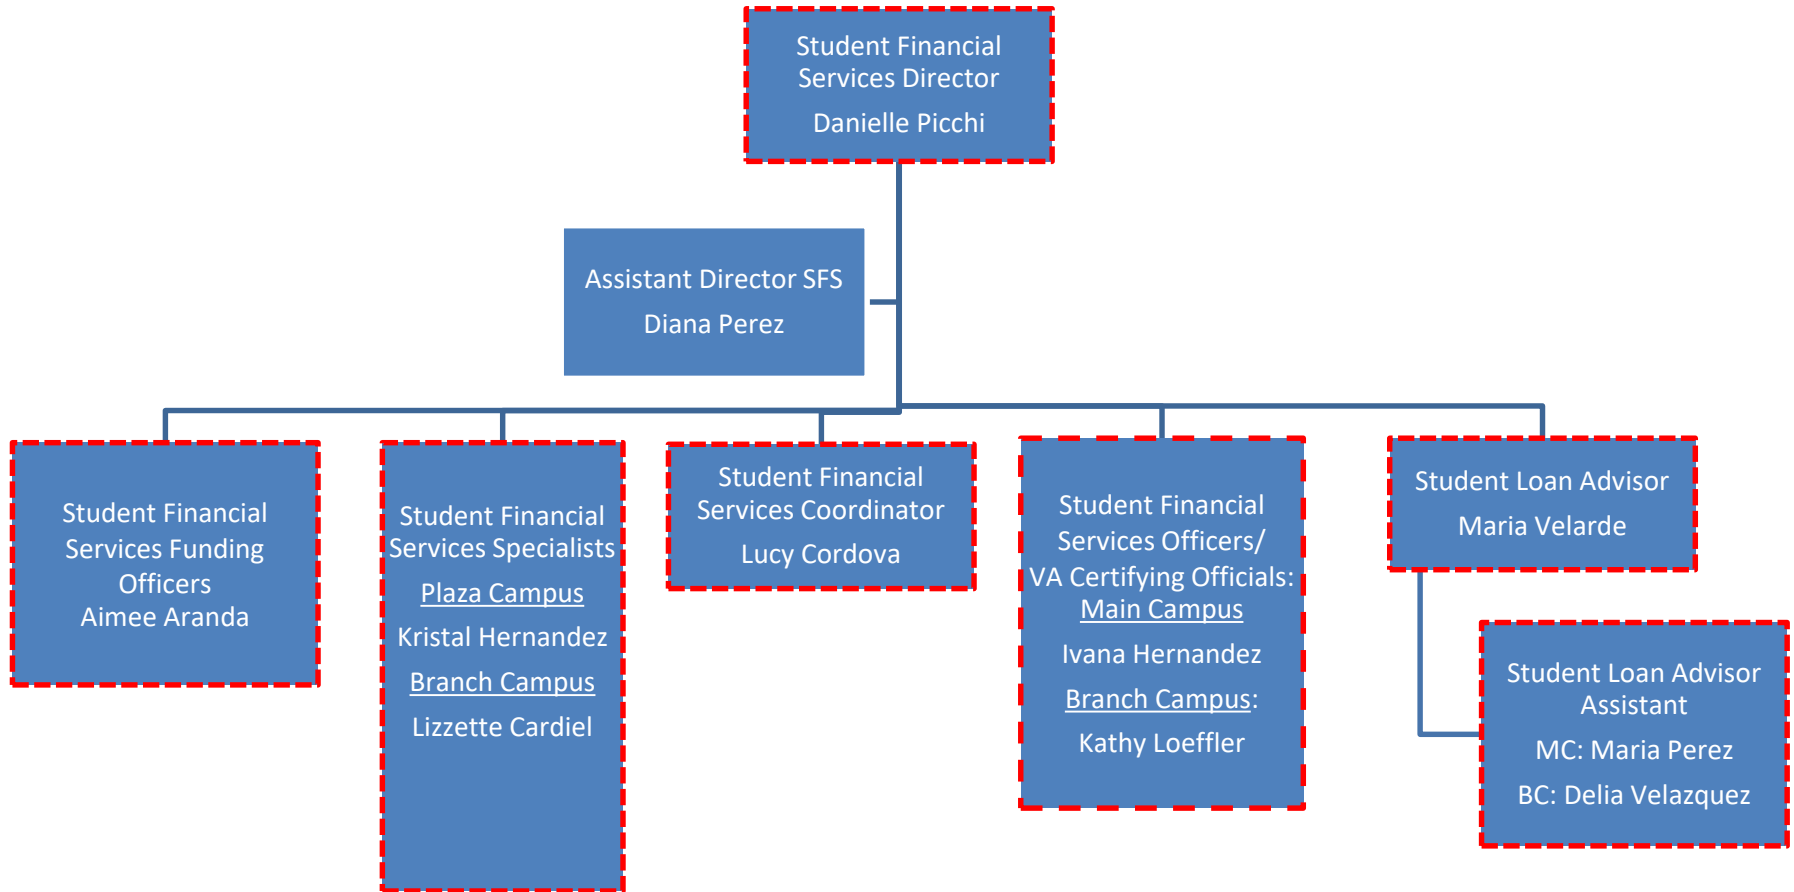 Student Financial
Services Director
Danielle Picchi
Assistant Director SFS
Diana Perez
Student Financial
Services Funding
Officers
Aimee Aranda
Student Financial
Services Specialists
Plaza Campus
Kristal Hernandez
Branch Campus
Lizzette Cardiel
Student Financial
Services Coordinator
Lucy Cordova
Student Financial
Services Officers/
VA Certifying Officials:
Main Campus
Ivana Hernandez
Branch Campus:
Kathy Loeffler
Student Loan Advisor
Maria Velarde
Student Loan Advisor
Assistant
MC: Maria Perez
BC: Delia Velazquez